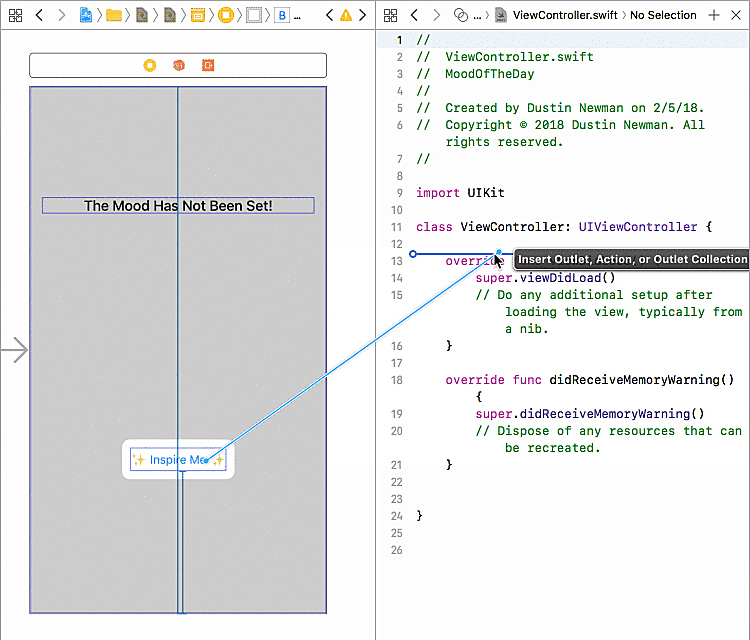 B ...
... ViewController.swift No Selection
The Mood Has Not Been Set!
✨ Inspire Me ✨
1 //
2 // ViewController.swift
3 // MoodOfTheDay
4 //
5 // Created by Dustin Newman on 2/5/18.
6 // Copyright © 2018 Dustin Newman. All
rights reserved.
7 //
8
9 import UIKit
10
11 class ViewController: UIViewController {
12
Insert Outlet, Action, or Outlet Collection
13 override
14 super.viewDidLoad()
15 // Do any additional setup after
loading the view, typically from
a nib.
16 }
17
18 override func didReceiveMemoryWarning()
{
19 super.didReceiveMemoryWarning()
20 // Dispose of any resources that can
be recreated.
21 }
22
23
24 }
25
26